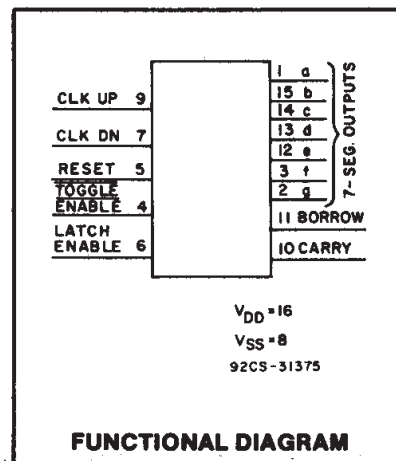 CLK UP 9
CLK DN 7
RESET 5
TOGGLE
ENABLE 4
LATCH
ENABLE 6
1 a
15 b
14 c
13 d
12 e
3 f
2 g
7-SEG. OUTPUTS
11 BORROW
10 CARRY
VDD=16
VSS=8
92CS-31375
FUNCTIONAL DIAGRAM